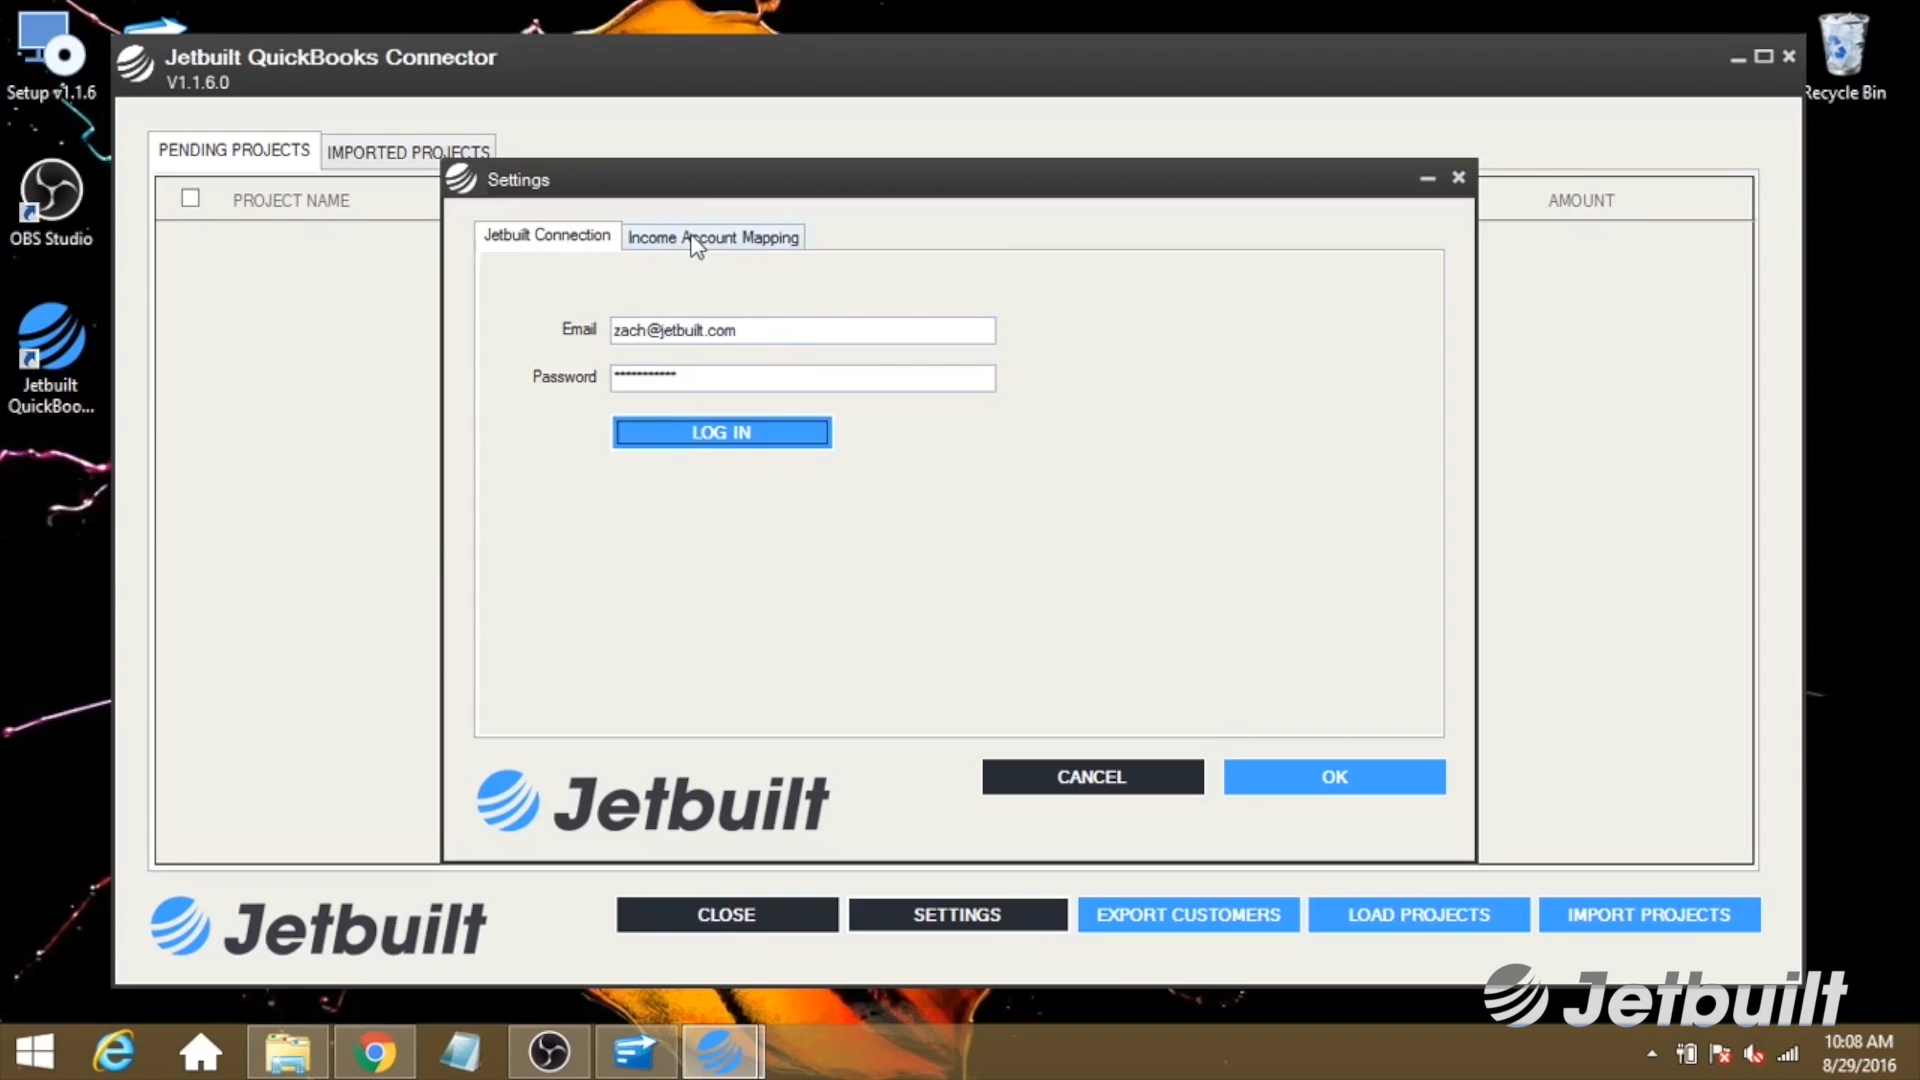 Setup v1.1.6
OBS Studio
Jetbuilt
QuickBoo...
Recycle Bin
Jetbuilt QuickBooks Connector
V1.1.6.0
PENDING PROJECTS
IMPORTED PROJECTS
PROJECT NAME
AMOUNT
Settings
Jetbuilt Connection
Income Account Mapping
Email
zach@jetbuilt.com
Password
***********
LOG IN
CANCEL
OK
Jetbuilt
Jetbuilt
CLOSE
SETTINGS
EXPORT CUSTOMERS
LOAD PROJECTS
IMPORT PROJECTS
Jetbuilt
10:08 AM
8/29/2016